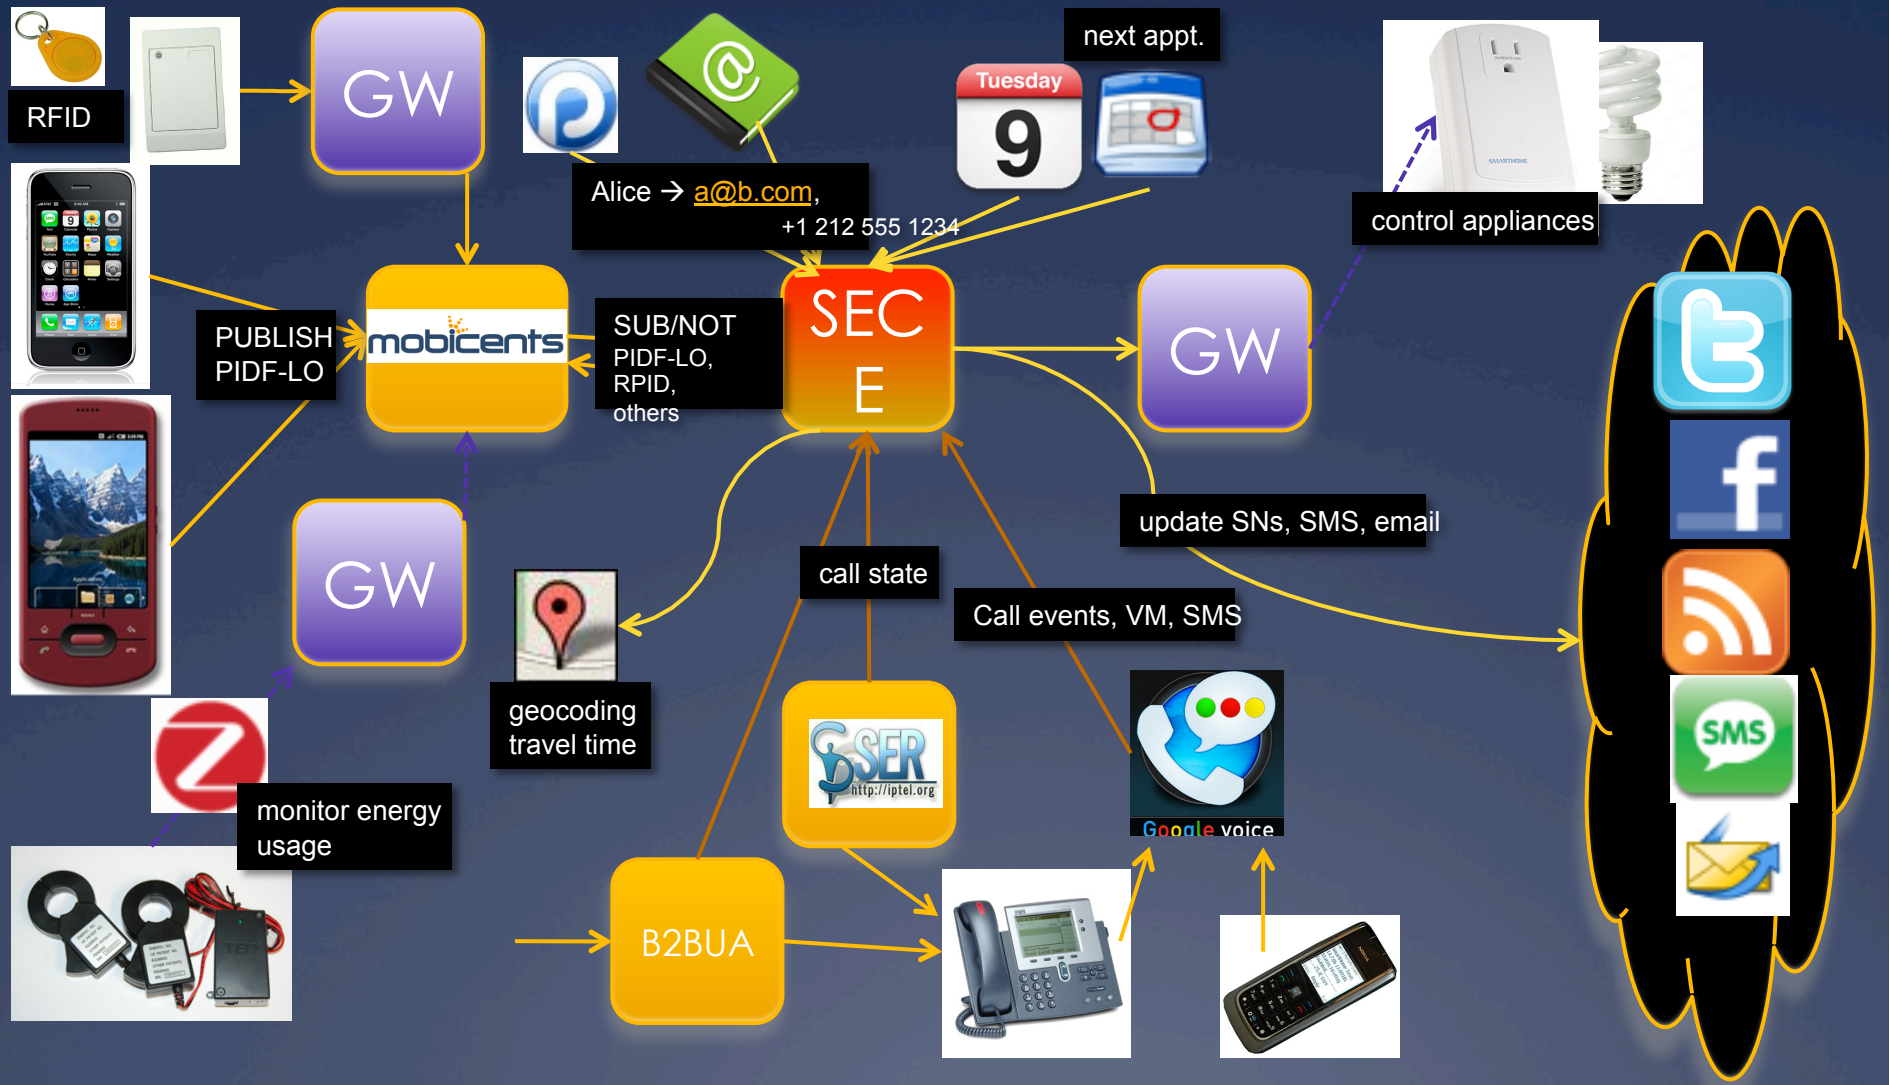 RFID
GW
next appt.
Tuesday
9
Alice → a@b.com,
+1 212 555 1234
SMARTHOME
control appliances
PUBLISH
PIDF-LO
mobicents
SUB/NOT
PIDF-LO,
RPID,
others
SEC
E
GW
GW
update SNs, SMS, email
call state
Call events, VM, SMS
geocoding
travel time
SER
http://iptel.org
Google voice
SMS
monitor energy
usage
TED
B2BUA